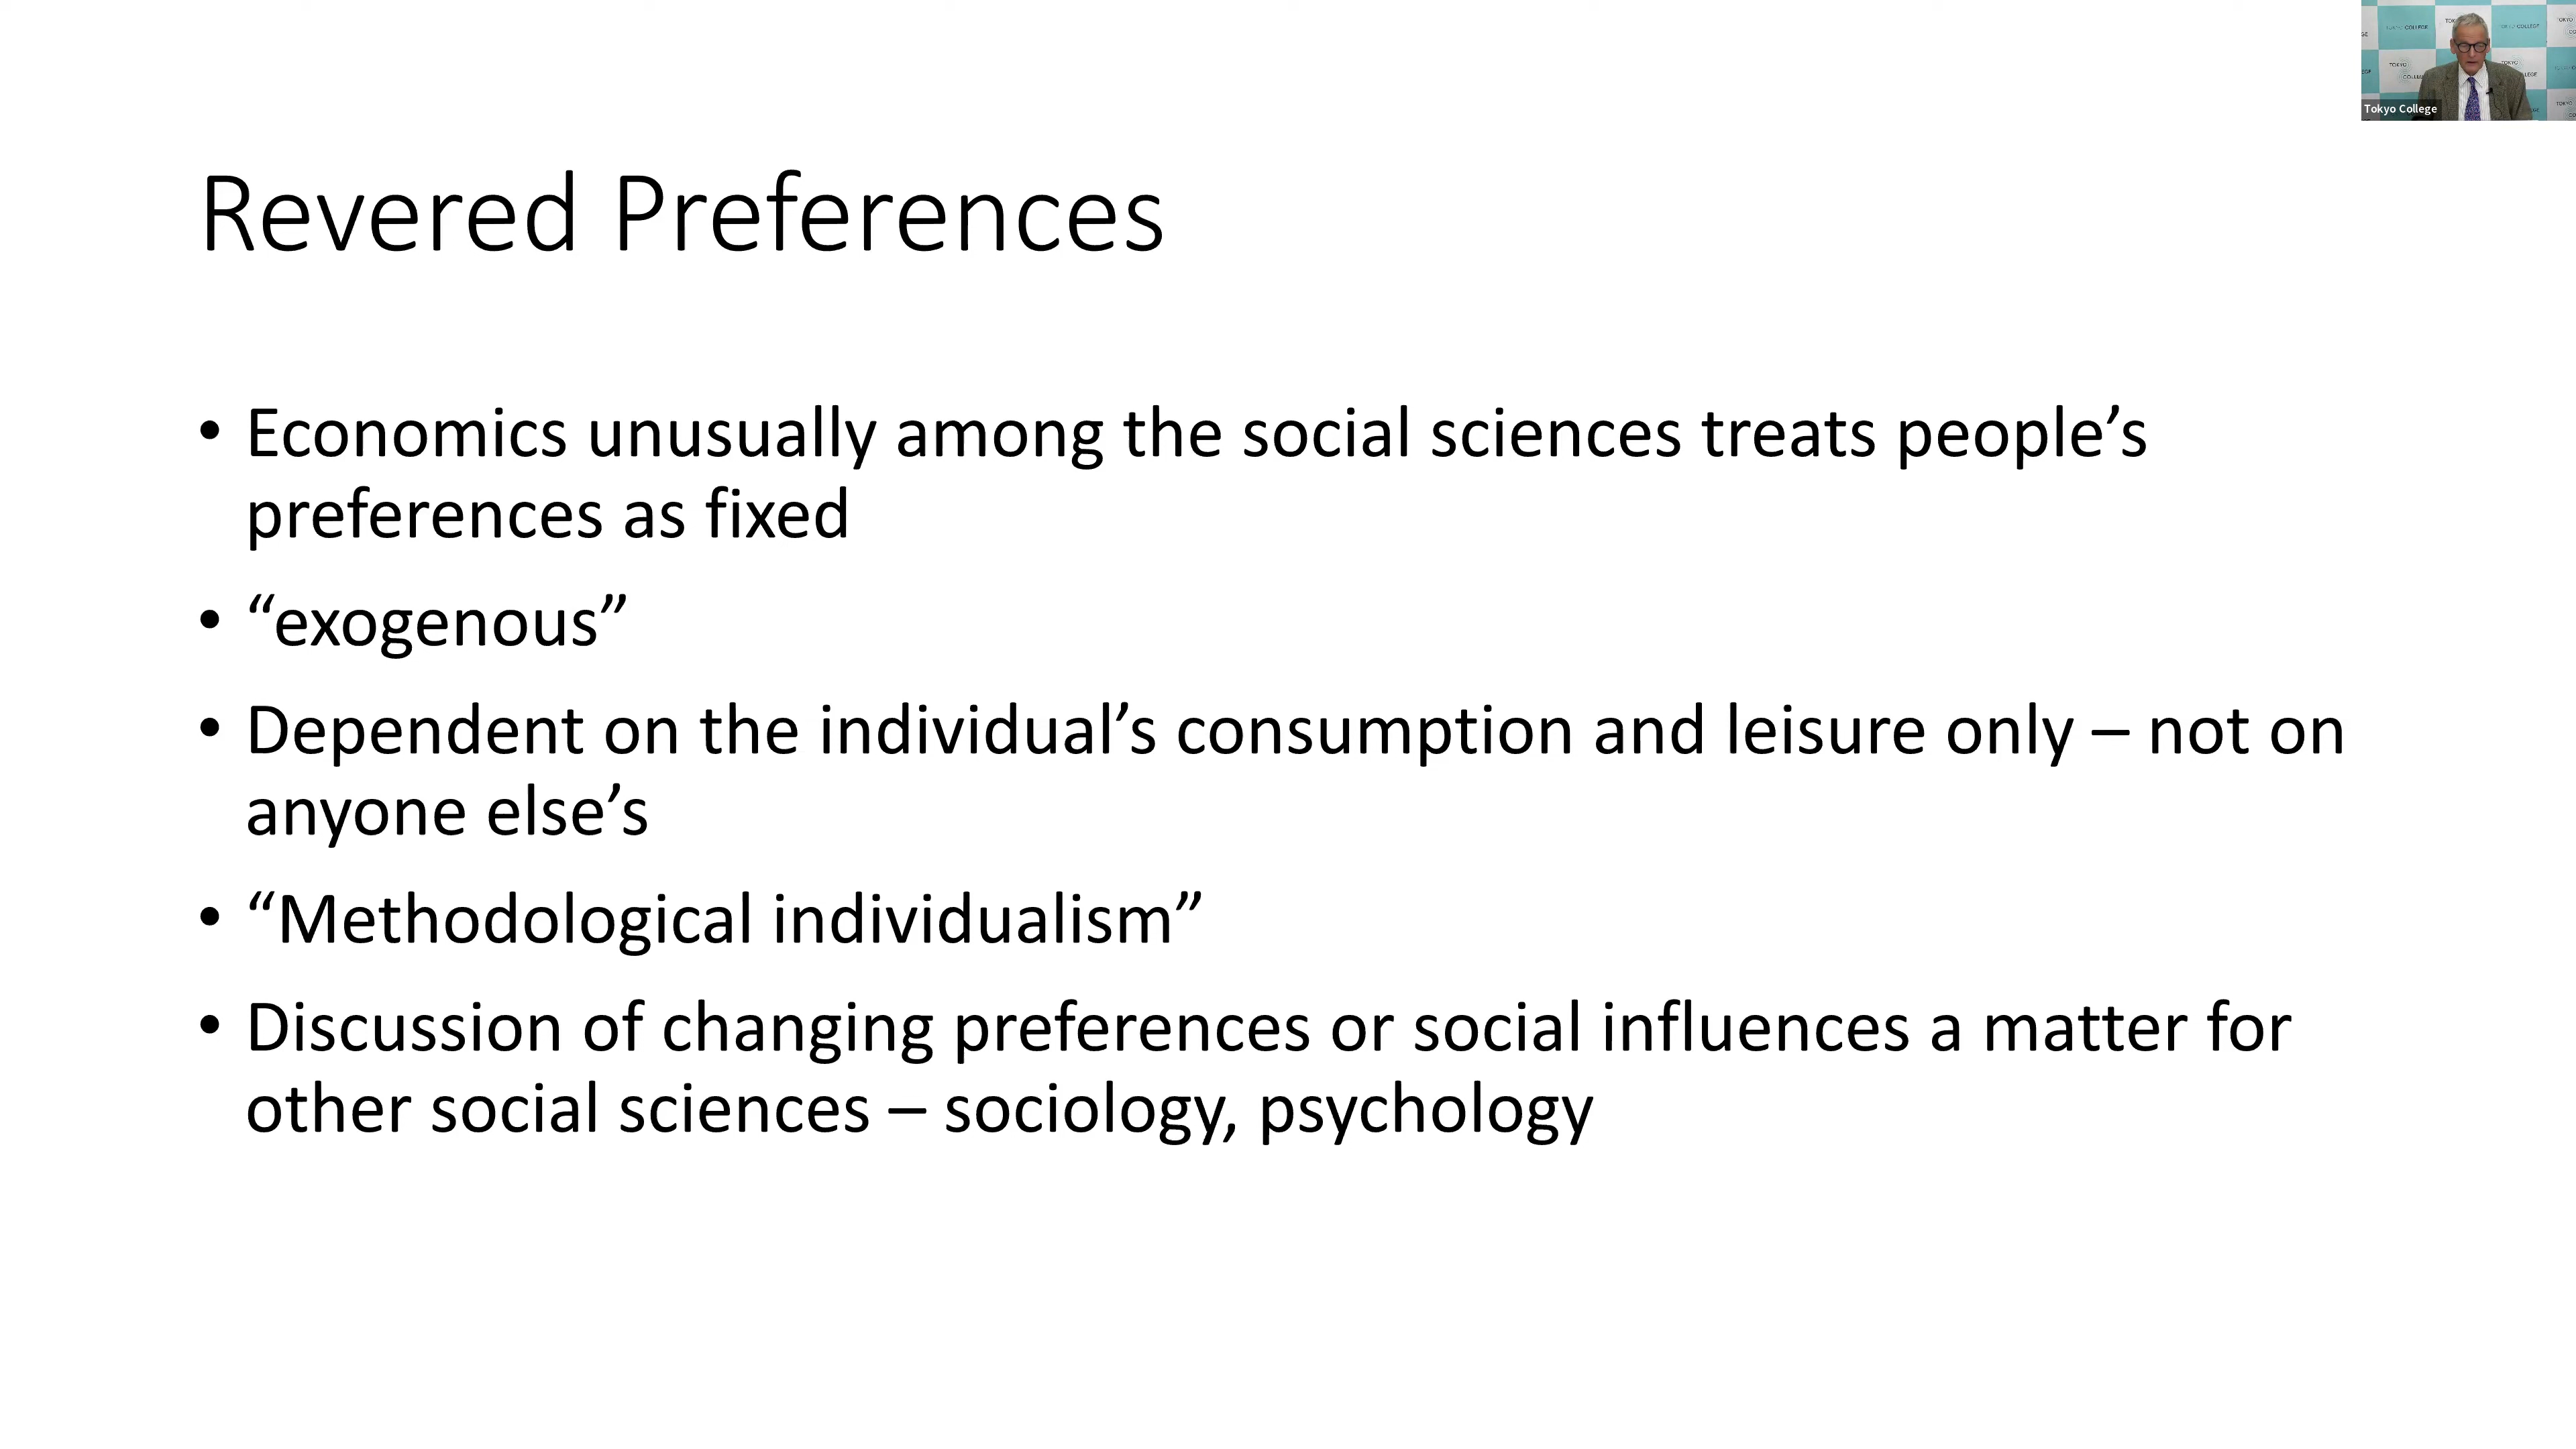 Revered Preferences
• Economics unusually among the social sciences treats people’s
preferences as fixed
• “exogenous”
• Dependent on the individual’s consumption and leisure only – not on
anyone else’s
• “Methodological individualism”
• Discussion of changing preferences or social influences a matter for
other social sciences – sociology, psychology
Tokyo College